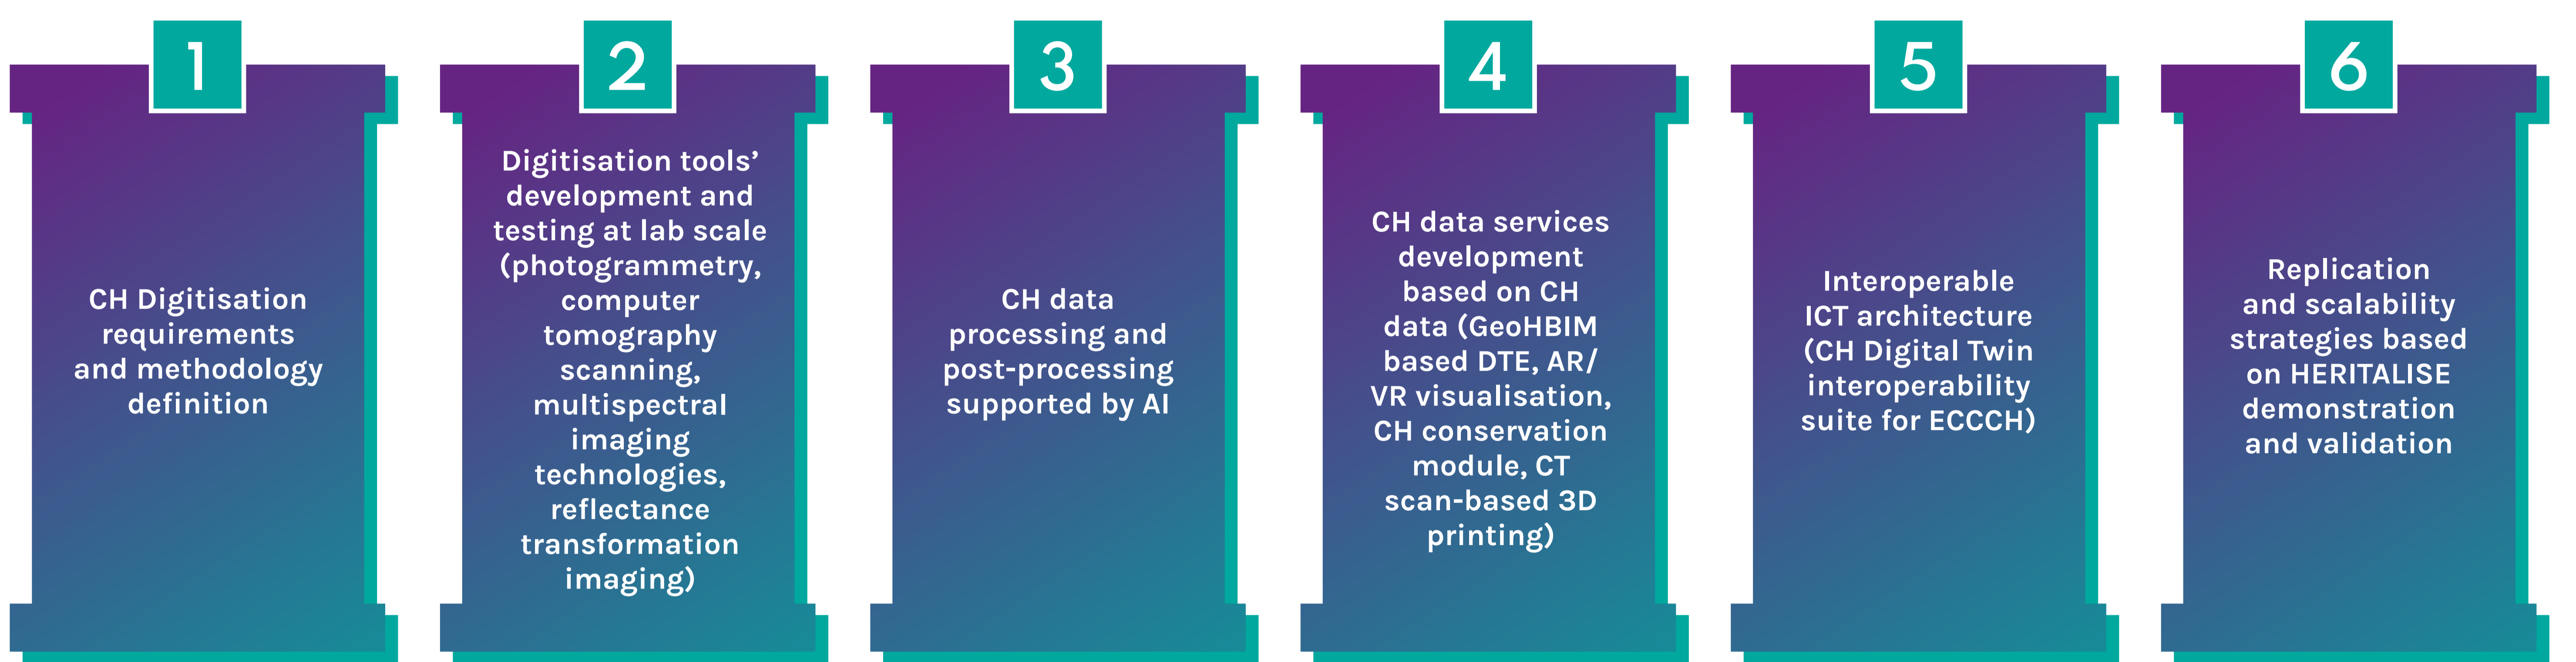 1
CH Digitisation
requirements
and methodology
definition
2
Digitisation tools’
development and
testing at lab scale
(photogrammetry,
computer
tomography
scanning,
multispectral
imaging
technologies,
reflectance
transformation
imaging)
3
CH data
processing and
post-processing
supported by AI
4
CH data services
development
based on CH
data (GeoHBIM
based DTE, AR/
VR visualisation,
CH conservation
module, CT
scan-based 3D
printing)
5
Interoperable
ICT architecture
(CH Digital Twin
interoperability
suite for ECCCH)
6
Replication
and scalability
strategies based
on HERITALISE
demonstration
and validation